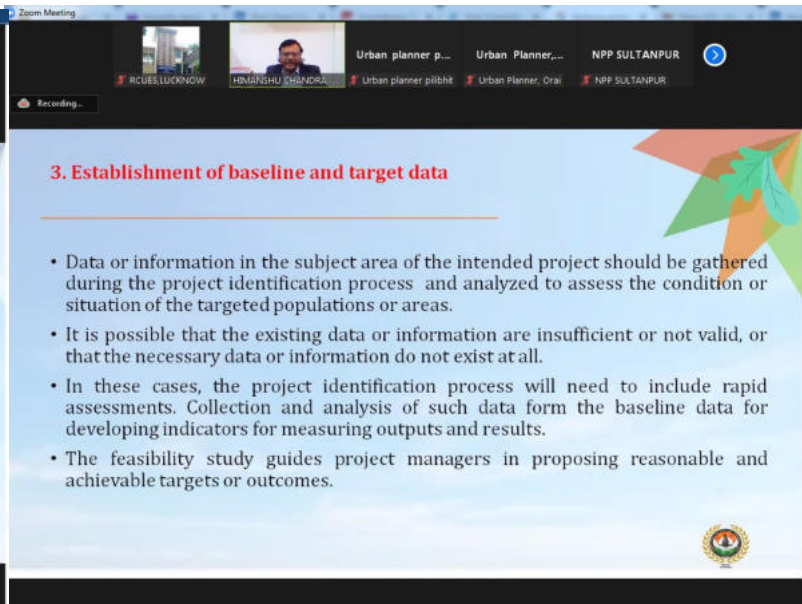 Zoom Meeting
Urban planner p...
Urban Planner,...
NPP SULTANPUR
RCUES,LUCKNOW
HIMANSHU CHANDRA
Urban planner pilibhit
Urban Planner, Orai
NPP SULTANPUR
Recording...
3. Establishment of baseline and target data
• Data or information in the subject area of the intended project should be gathered
during the project identification process and analyzed to assess the condition or
situation of the targeted populations or areas.
• It is possible that the existing data or information are insufficient or not valid, or
that the necessary data or information do not exist at all.
• In these cases, the project identification process will need to include rapid
assessments. Collection and analysis of such data form the baseline data for
developing indicators for measuring outputs and results.
• The feasibility study guides project managers in proposing reasonable and
achievable targets or outcomes.